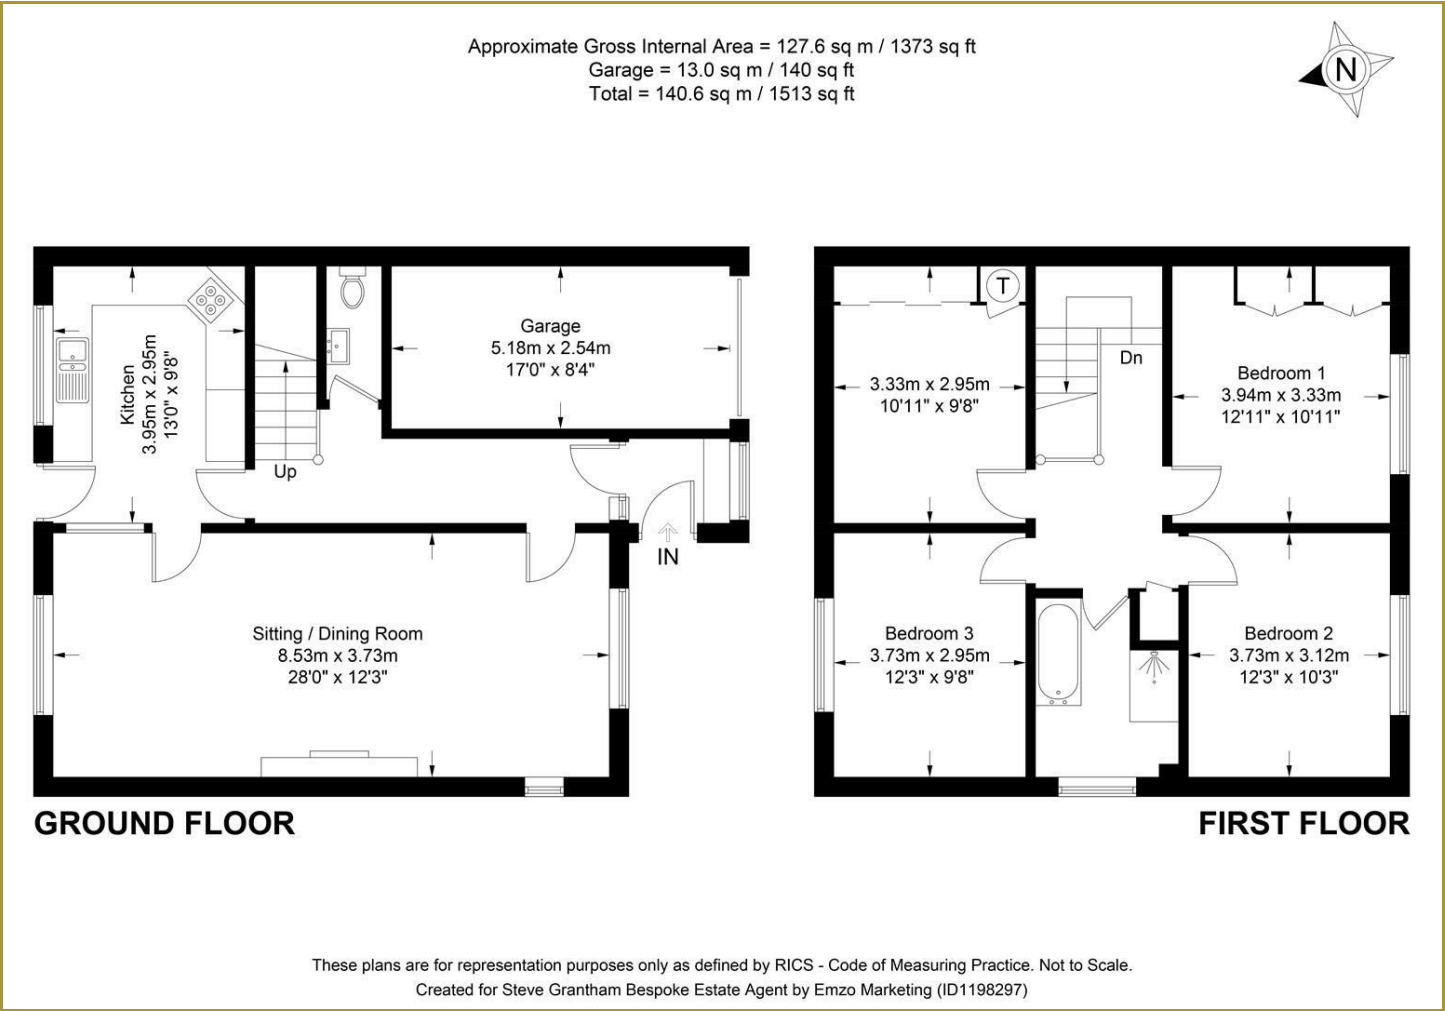 Approximate Gross Internal Area = 127.6 sq m / 1373 sq ft
Garage = 13.0 sq m / 140 sq ft
Total = 140.6 sq m / 1513 sq ft
N
Kitchen
3.95m x 2.95m
13'0" x 9'8"
Up
Garage
5.18m x 2.54m
17'0" x 8'4"
IN
Sitting / Dining Room
8.53m x 3.73m
28'0" x 12'3"
GROUND FLOOR
T
3.33m x 2.95m
10'11" x 9'8"
Dn
Bedroom 1
3.94m x 3.33m
12'11" x 10'11"
Bedroom 3
3.73m x 2.95m
12'3" x 9'8"
Bedroom 2
3.73m x 3.12m
12'3" x 10'3"
FIRST FLOOR
These plans are for representation purposes only as defined by RICS - Code of Measuring Practice. Not to Scale.
Created for Steve Grantham Bespoke Estate Agent by Emzo Marketing (ID1198297)